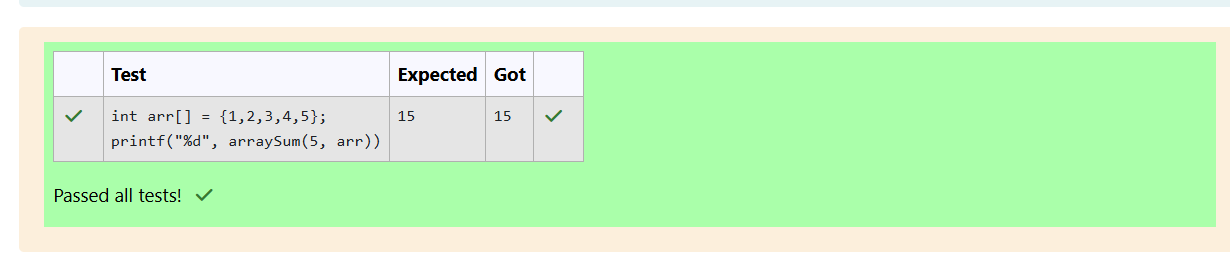 Test Expected Got
int arr[] = {1,2,3,4,5}; 15 15
printf("%d", arraySum(5, arr))
Passed all tests!